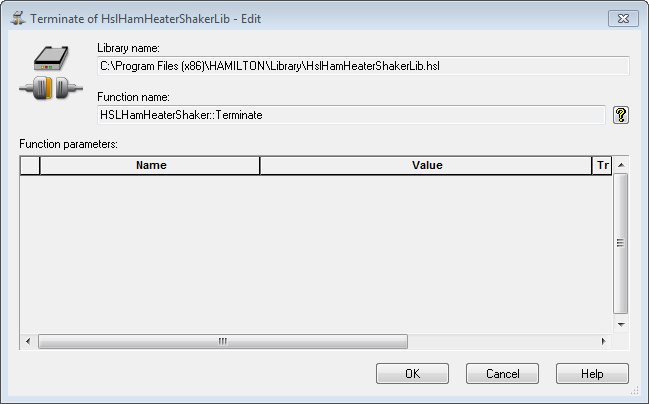 Terminate of HslHamHeaterShakerLib - Edit
Library name:
C:\Program Files (x86)\HAMILTON\Library\HslHamHeaterShakerLib.hsl
Function name:
HSLHamHeaterShaker::Terminate
Function parameters:
Name Value Tr
OK Cancel Help